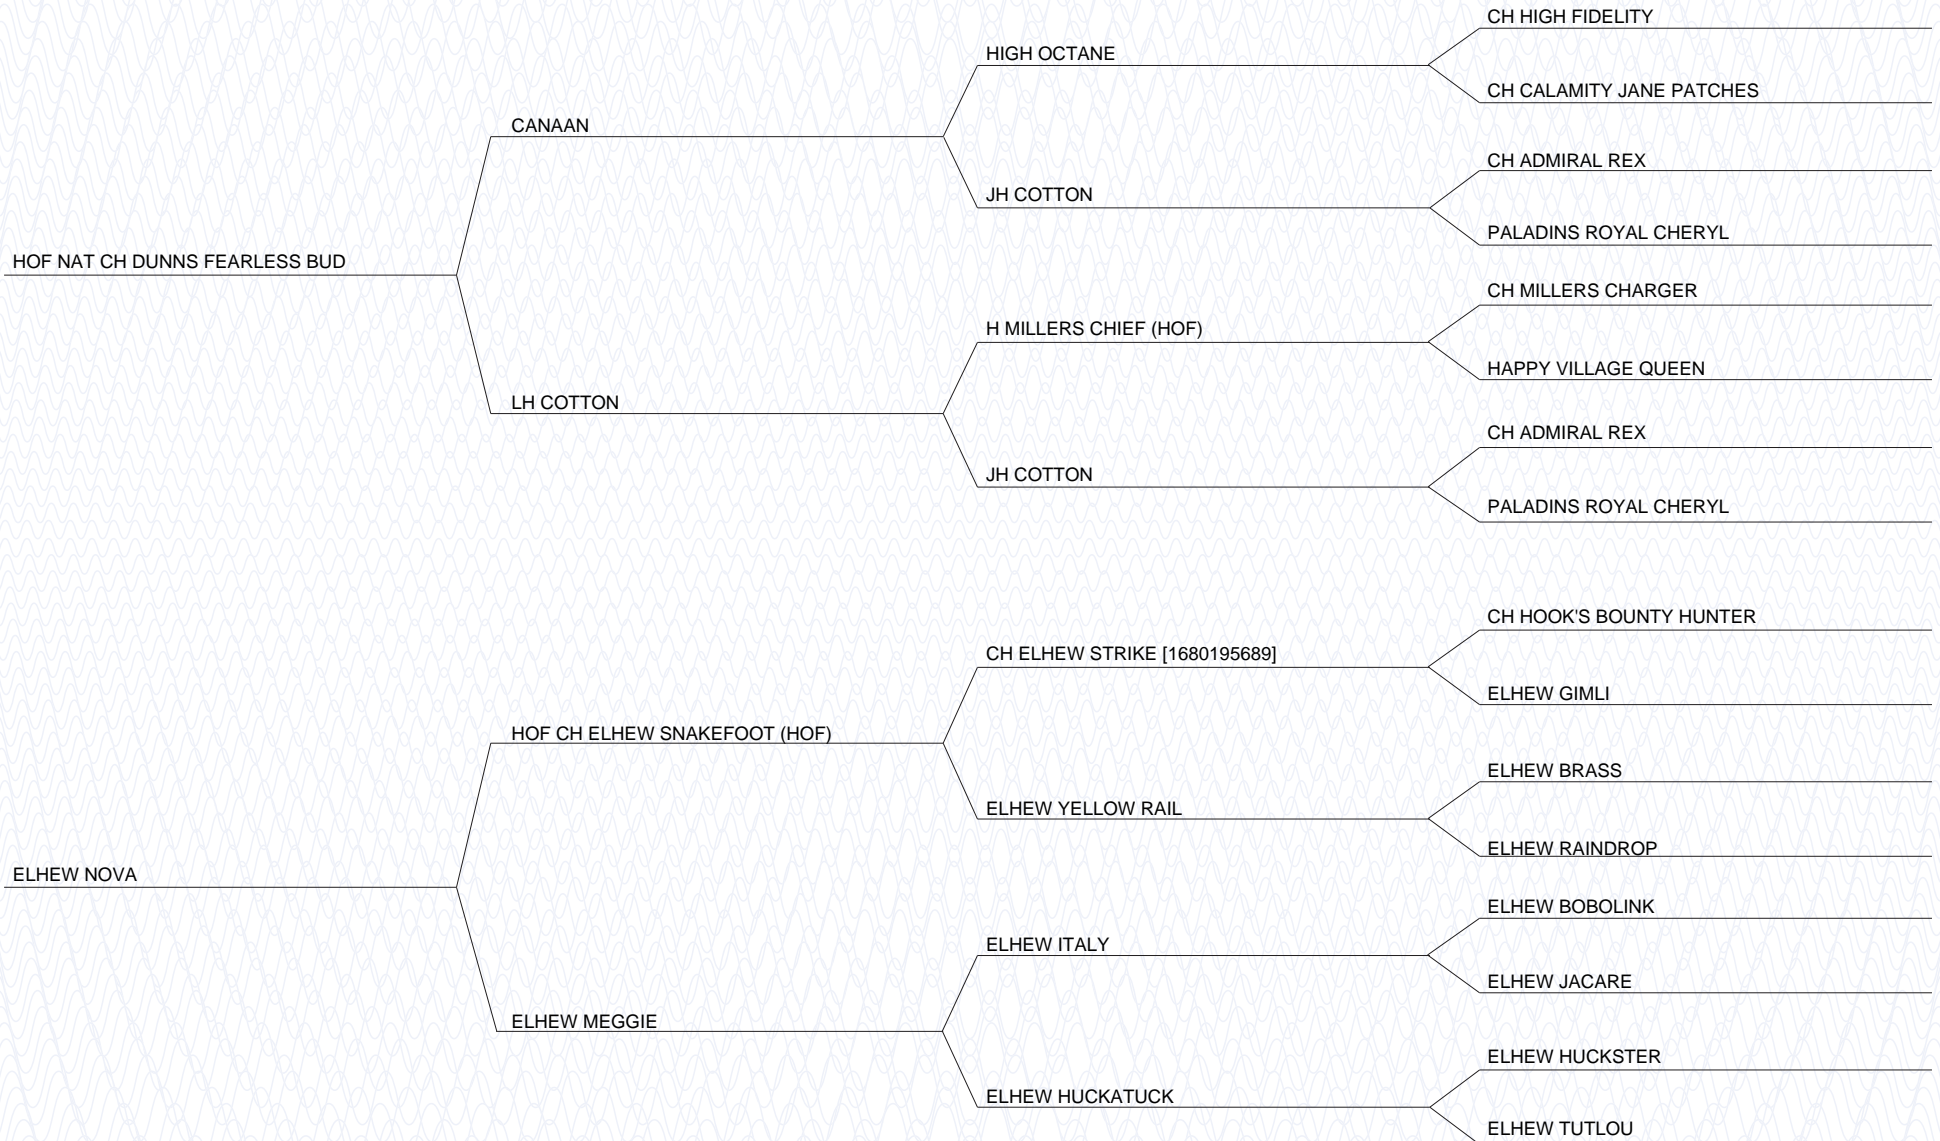 CH HIGH FIDELITY
HIGH OCTANE
CH CALAMITY JANE PATCHES
CANAAN
CH ADMIRAL REX
JH COTTON
PALADINS ROYAL CHERYL
HOF NAT CH DUNNS FEARLESS BUD
CH MILLERS CHARGER
H MILLERS CHIEF (HOF)
HAPPY VILLAGE QUEEN
LH COTTON
CH ADMIRAL REX
JH COTTON
PALADINS ROYAL CHERYL
CH HOOK'S BOUNTY HUNTER
CH ELHEW STRIKE [1680195689]
ELHEW GIMLI
HOF CH ELHEW SNAKEFOOT (HOF)
ELHEW BRASS
ELHEW YELLOW RAIL
ELHEW RAINDROP
ELHEW NOVA
ELHEW BOBOLINK
ELHEW ITALY
ELHEW JACARE
ELHEW MEGGIE
ELHEW HUCKSTER
ELHEW HUCKATUCK
ELHEW TUTLOU